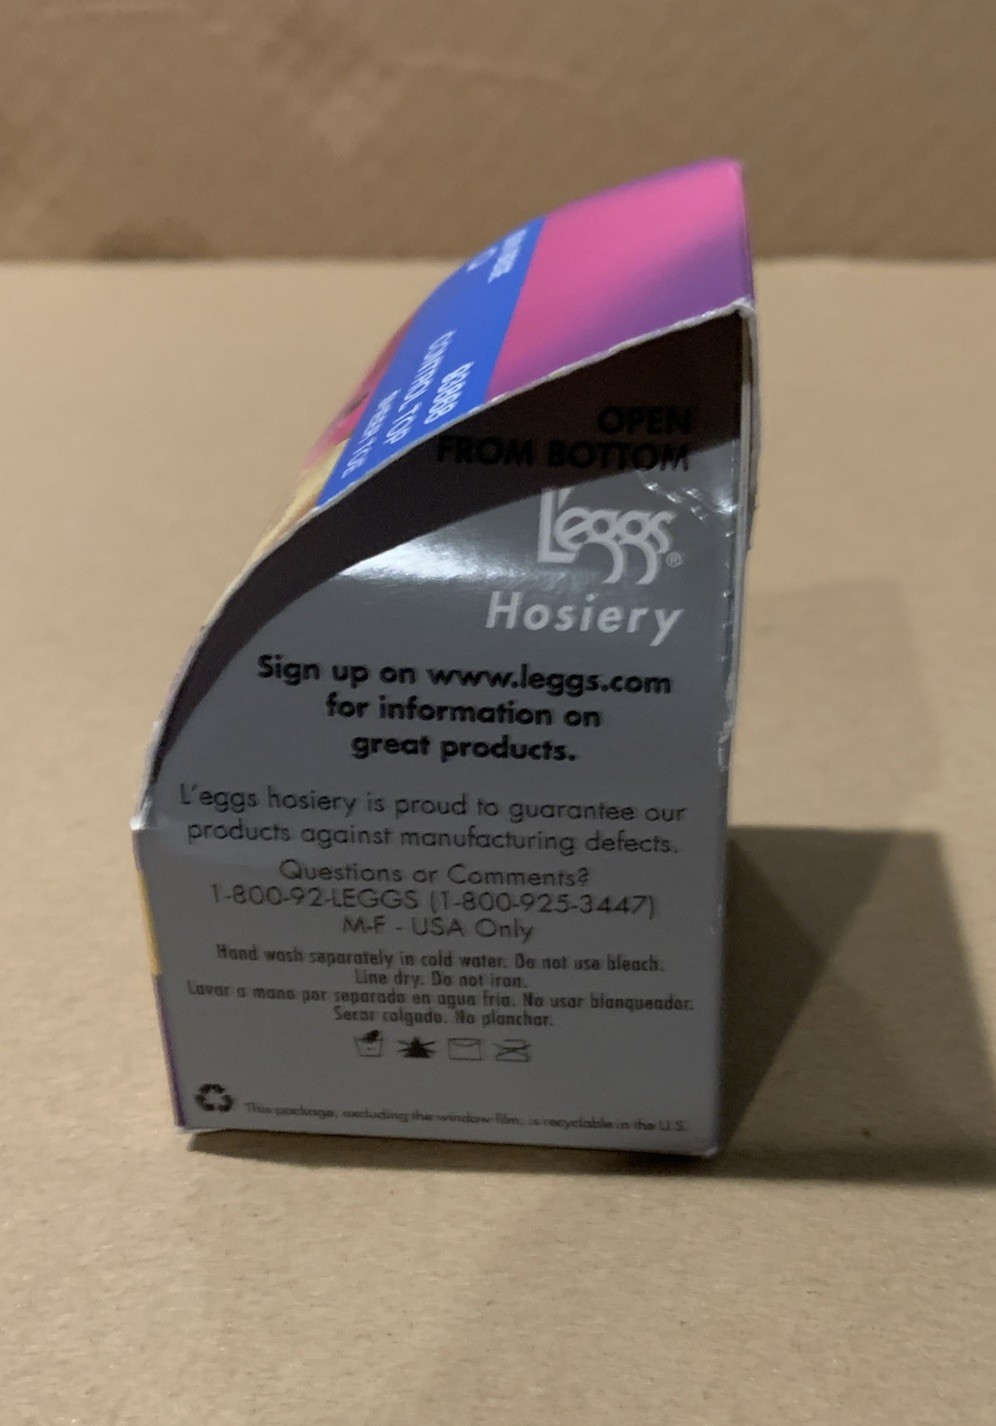 CONTROL TOP
OPEN
FROM BOTTOM
L'eggs®
Hosiery
Sign up on www.leggs.com
for information on
great products.
L'eggs hosiery is proud to guarantee our
products against manufacturing defects.
Questions or Comments?
1-800-92-LEGGS (1-800-925-3447)
M-F - USA Only
Hand wash separately in cold water. Do not use bleach.
Line dry. Do not iron.
Lavar a mano por separado en agua fría. No usar blanqueador.
Secar colgado. No planchar.
This package, excluding the window film, is recyclable in the U.S.